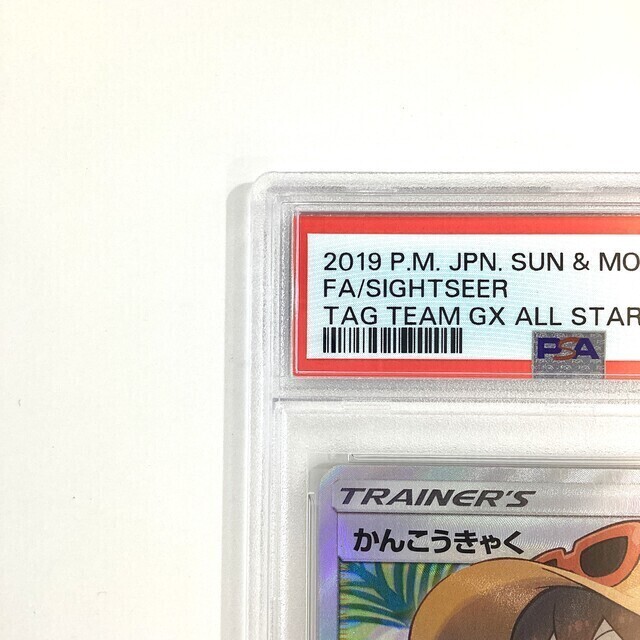 2019 P.M. JPN. SUN & MO
FA/SIGHTSEER
TAG TEAM GX ALL STAR
PSA
TRAINER'S
かんこうきゃく